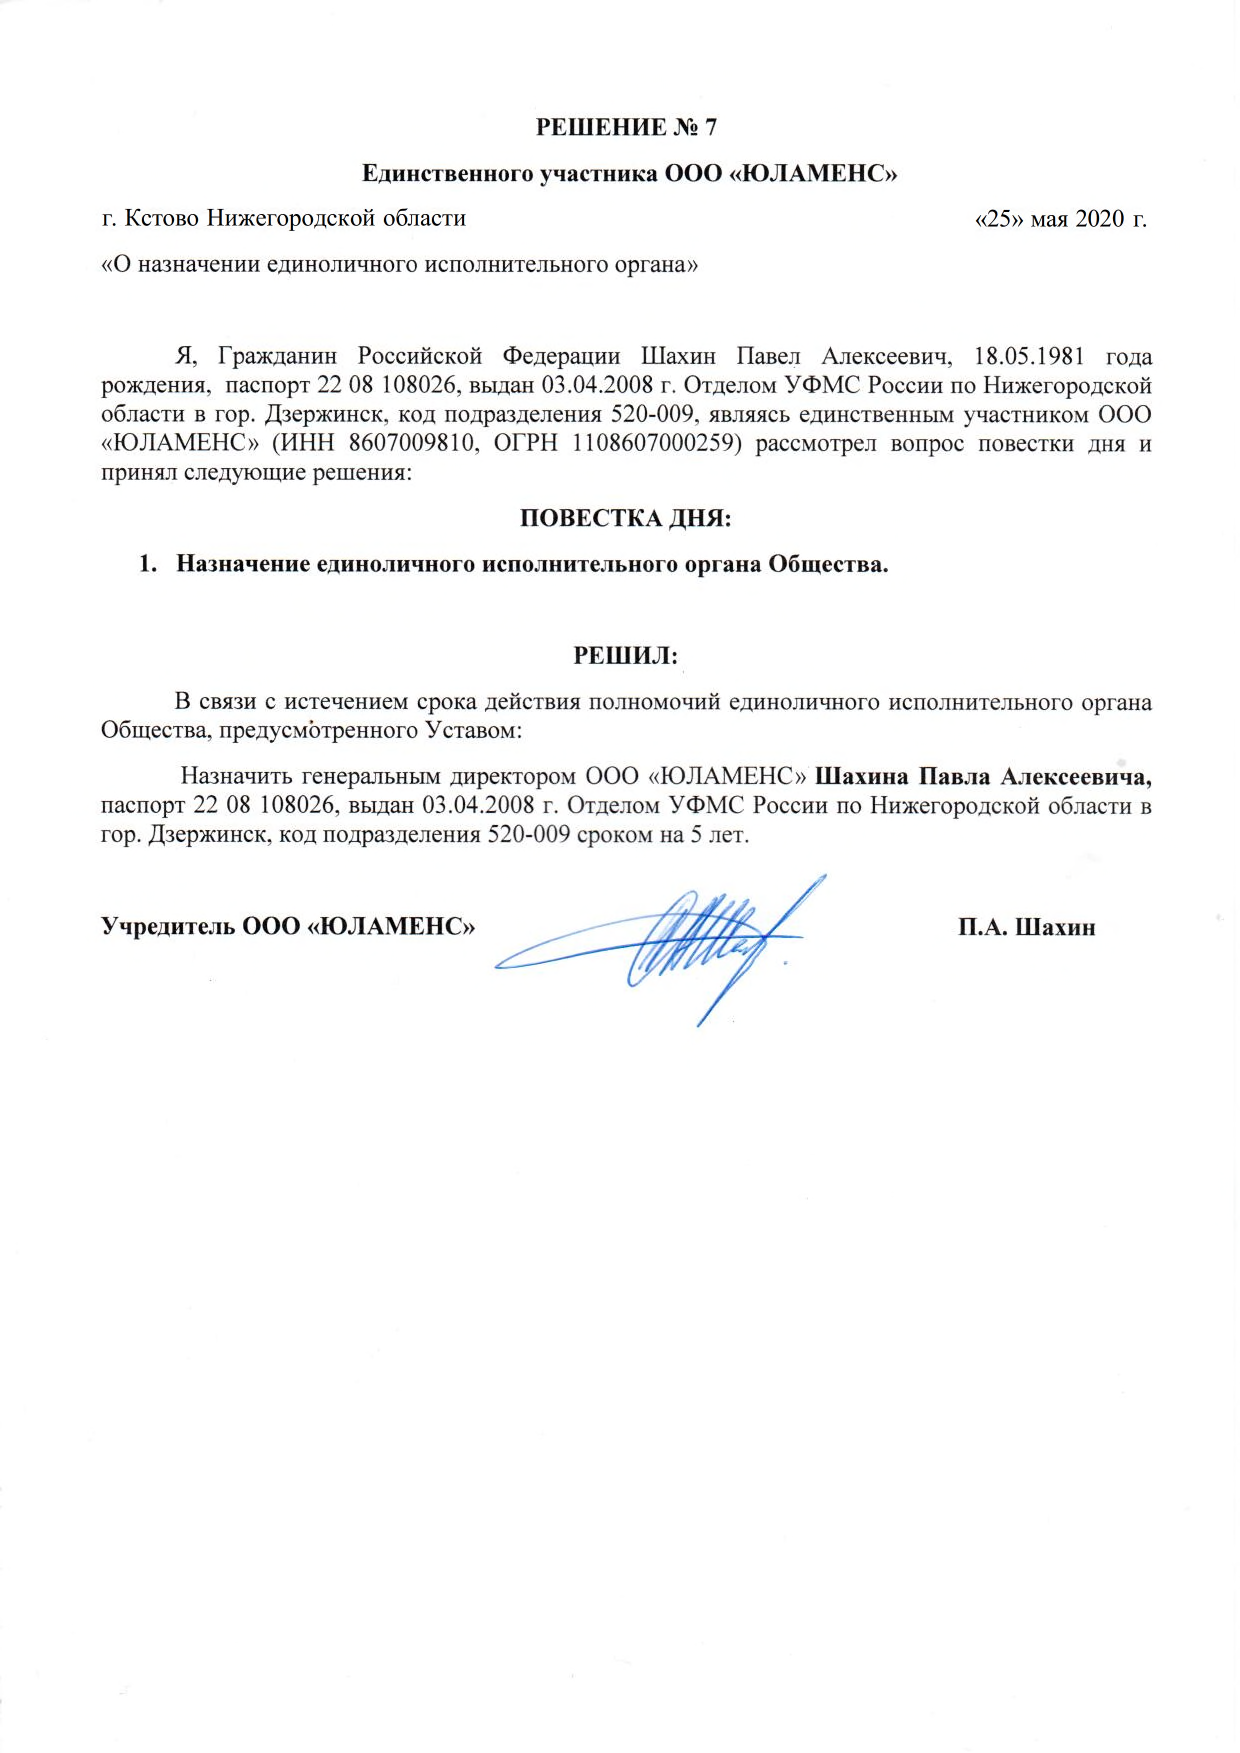 РЕШЕНИЕ № 7
Единственного участника ООО «ЮЛАМЕНС»
г. Кстово Нижегородской области «25» мая 2020 г.
«О назначении единоличного исполнительного органа»
Я, Гражданин Российской Федерации Шахин Павел Алексеевич, 18.05.1981 года
рождения, паспорт 22 08 108026, выдан 03.04.2008 г. Отделом УФМС России по Нижегородской
области в гор. Дзержинск, код подразделения 520-009, являясь единственным участником ООО
«ЮЛАМЕНС» (ИНН 8607009810, ОГРН 1108607000259) рассмотрел вопрос повестки дня и
принял следующие решения:
ПОВЕСТКА ДНЯ:
1. Назначение единоличного исполнительного органа Общества.
РЕШИЛ:
В связи с истечением срока действия полномочий единоличного исполнительного органа
Общества, предусмотренного Уставом:
Назначить генеральным директором ООО «ЮЛАМЕНС» Шахина Павла Алексеевича,
паспорт 22 08 108026, выдан 03.04.2008 г. Отделом УФМС России по Нижегородской области в
гор. Дзержинск, код подразделения 520-009 сроком на 5 лет.
Учредитель ООО «ЮЛАМЕНС» П.А. Шахин